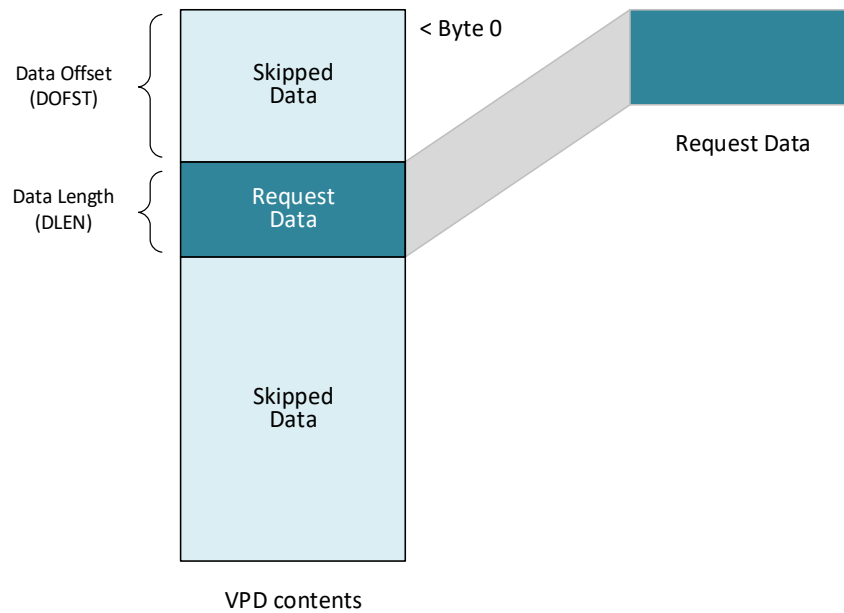 < Byte 0
Skipped
Data
Data Offset
(DOFST)
Request Data
Request
Data
Data Length
(DLEN)
Skipped
Data
VPD contents